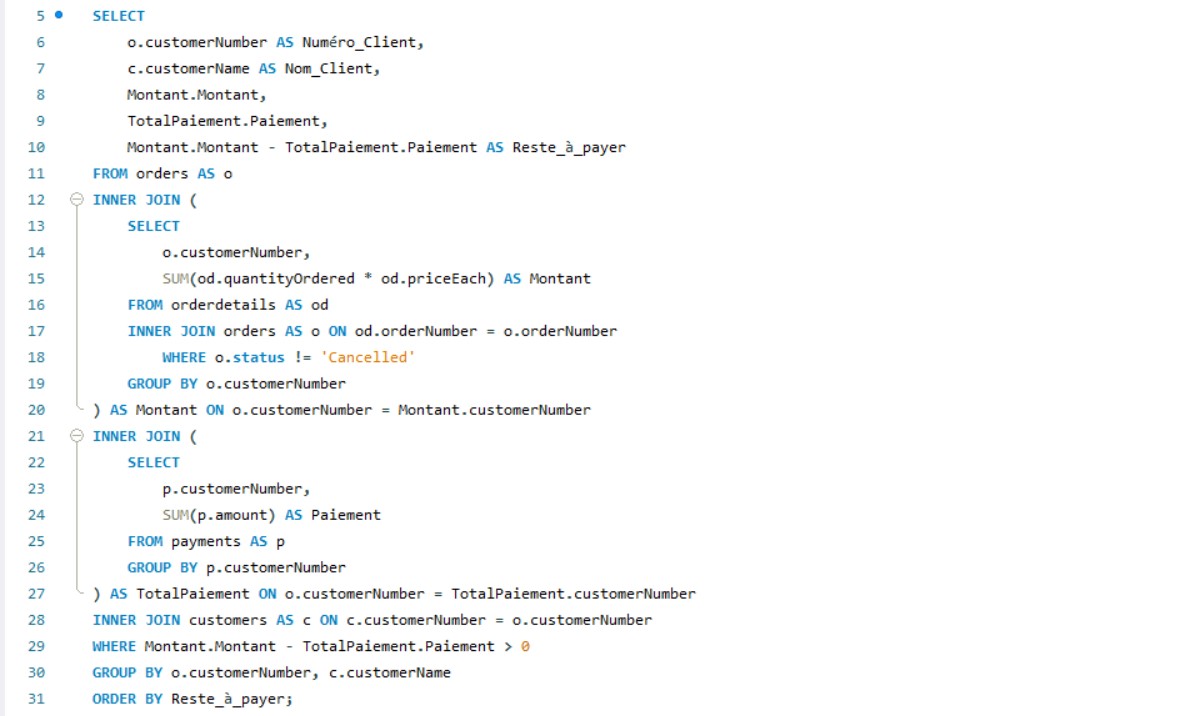 5 SELECT
6 o.customerNumber AS Numéro_Client,
7 c.customerName AS Nom_Client,
8 Montant.Montant,
9 TotalPaiement.Paiement,
10 Montant.Montant - TotalPaiement.Paiement AS Reste_à_payer
11 FROM orders AS o
12 INNER JOIN (
13 SELECT
14 o.customerNumber,
15 SUM(od.quantityOrdered * od.priceEach) AS Montant
16 FROM orderdetails AS od
17 INNER JOIN orders AS o ON od.orderNumber = o.orderNumber
18 WHERE o.status != 'Cancelled'
19 GROUP BY o.customerNumber
20 ) AS Montant ON o.customerNumber = Montant.customerNumber
21 INNER JOIN (
22 SELECT
23 p.customerNumber,
24 SUM(p.amount) AS Paiement
25 FROM payments AS p
26 GROUP BY p.customerNumber
27 ) AS TotalPaiement ON o.customerNumber = TotalPaiement.customerNumber
28 INNER JOIN customers AS c ON c.customerNumber = o.customerNumber
29 WHERE Montant.Montant - TotalPaiement.Paiement > 0
30 GROUP BY o.customerNumber, c.customerName
31 ORDER BY Reste_à_payer;